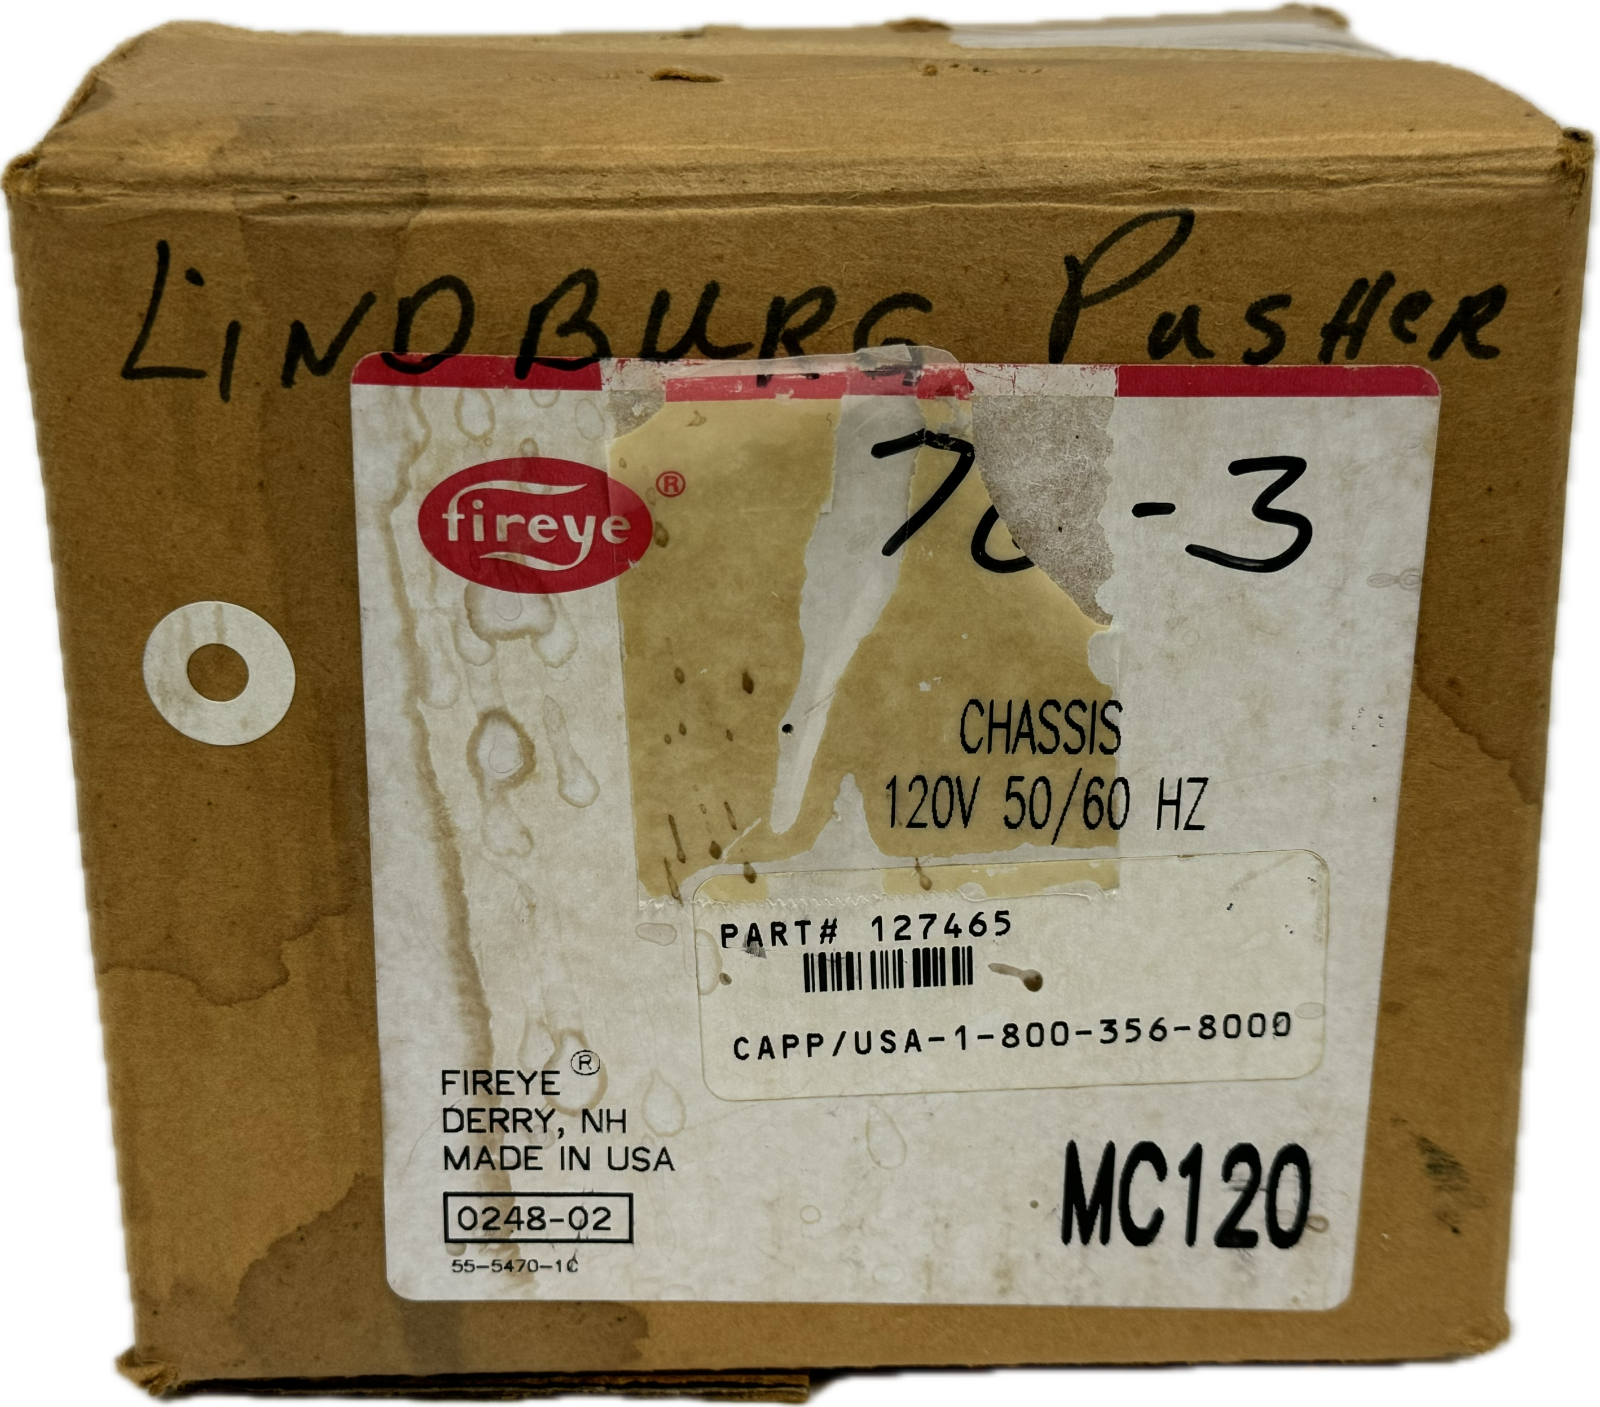 LiNDBURG PusHeR
fireye®
-3
CHASSIS
120V 50/60 HZ
PART# 127465
CAPP/USA-1-800-356-8000
FIREYE®
DERRY, NH
MADE IN USA
0248-02
55-5470-1C
MC120